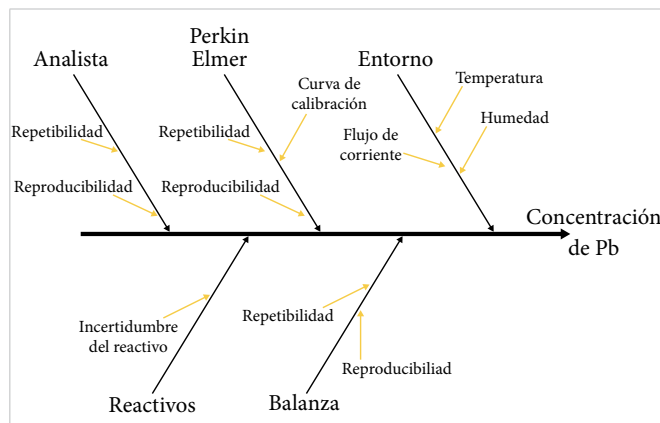 Analista
Perkin
Elmer
Entorno
Curva de
calibración
Temperatura
Repetibilidad
Repetibilidad
Flujo de
corriente
Humedad
Reproducibilidad
Reproducibilidad
Concentración
de Pb
Incertidumbre
del reactivo
Repetibilidad
Reproducibiliad
Reactivos
Balanza